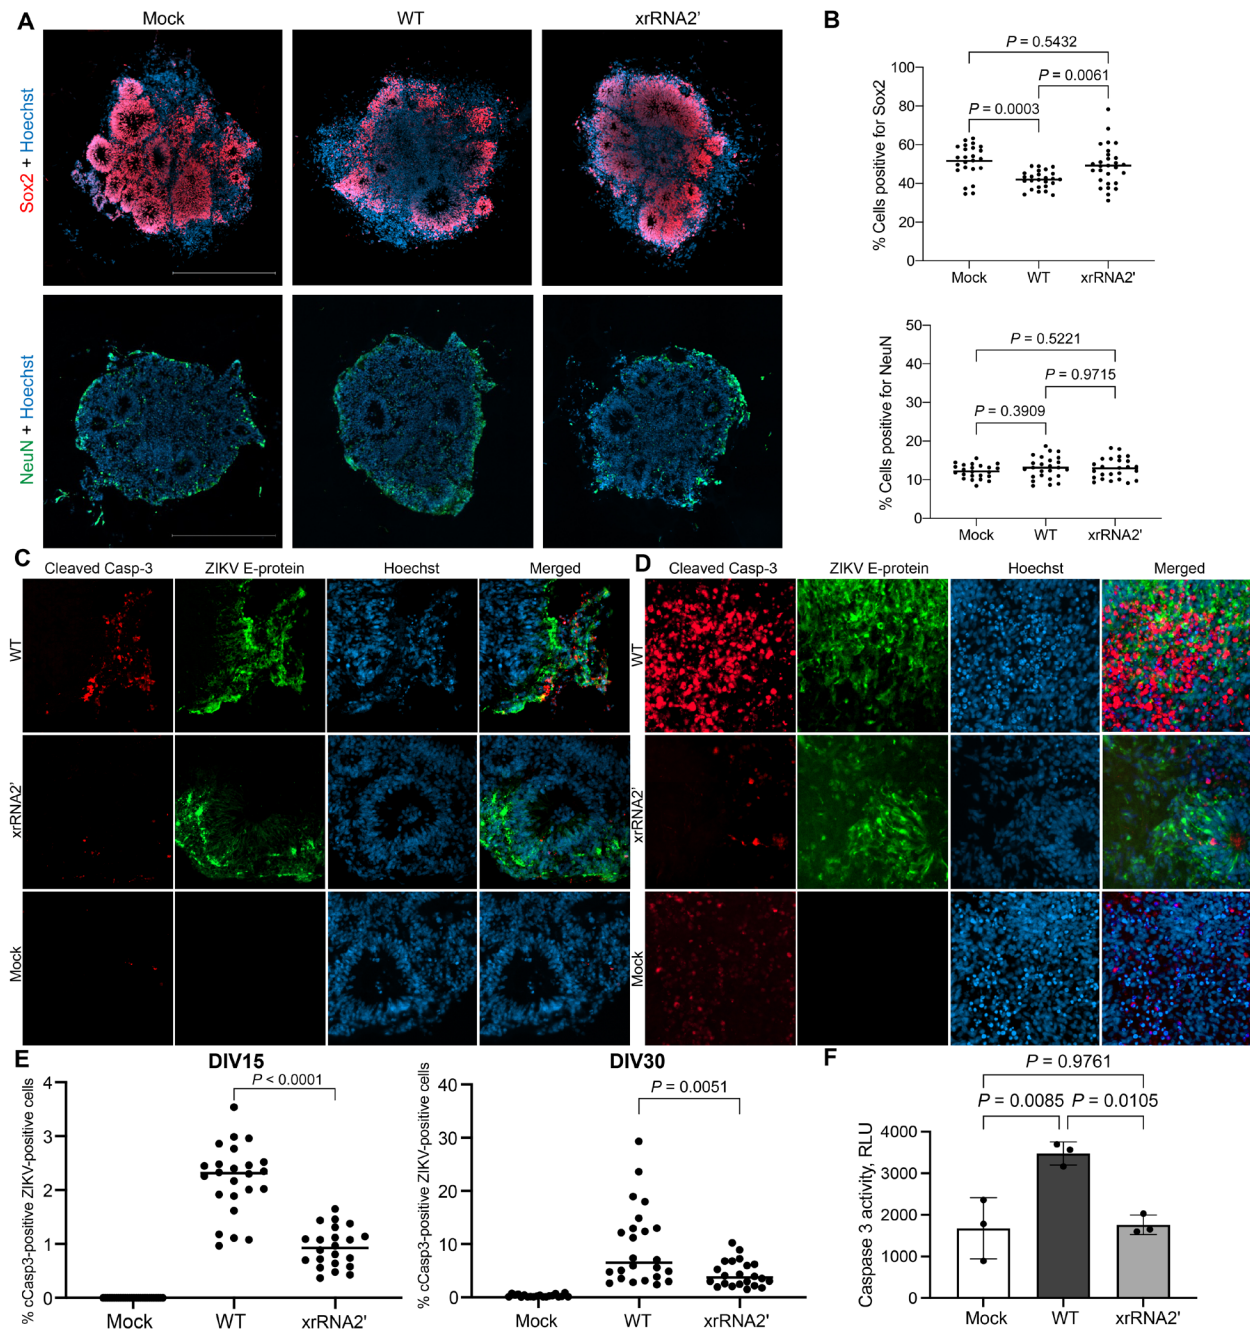 A
Mock
WT
xrRNA2'
Sox2 + Hoechst
NeuN + Hoechst
B
P = 0.5432
P = 0.0061
P = 0.0003
100
80
60
40
20
0
% Cells positive for Sox2
Mock
WT
xrRNA2'
P = 0.5221
P = 0.9715
P = 0.3909
50
40
30
20
10
0
% Cells positive for NeuN
Mock
WT
xrRNA2'
C
Cleaved Casp-3
ZIKV E-protein
Hoechst
Merged
WT
xrRNA2'
Mock
D
Cleaved Casp-3
ZIKV E-protein
Hoechst
Merged
WT
xrRNA2'
Mock
E
DIV15
P < 0.0001
4
3
2
1
0
% cCasp3-positive ZIKV-positive cells
Mock
WT
xrRNA2'
DIV30
P = 0.0051
40
30
20
10
0
% cCasp3-positive ZIKV-positive cells
Mock
WT
xrRNA2'
F
P = 0.9761
P = 0.0085
P = 0.0105
4000
3000
2000
1000
0
Caspase 3 activity, RLU
Mock
WT
xrRNA2'